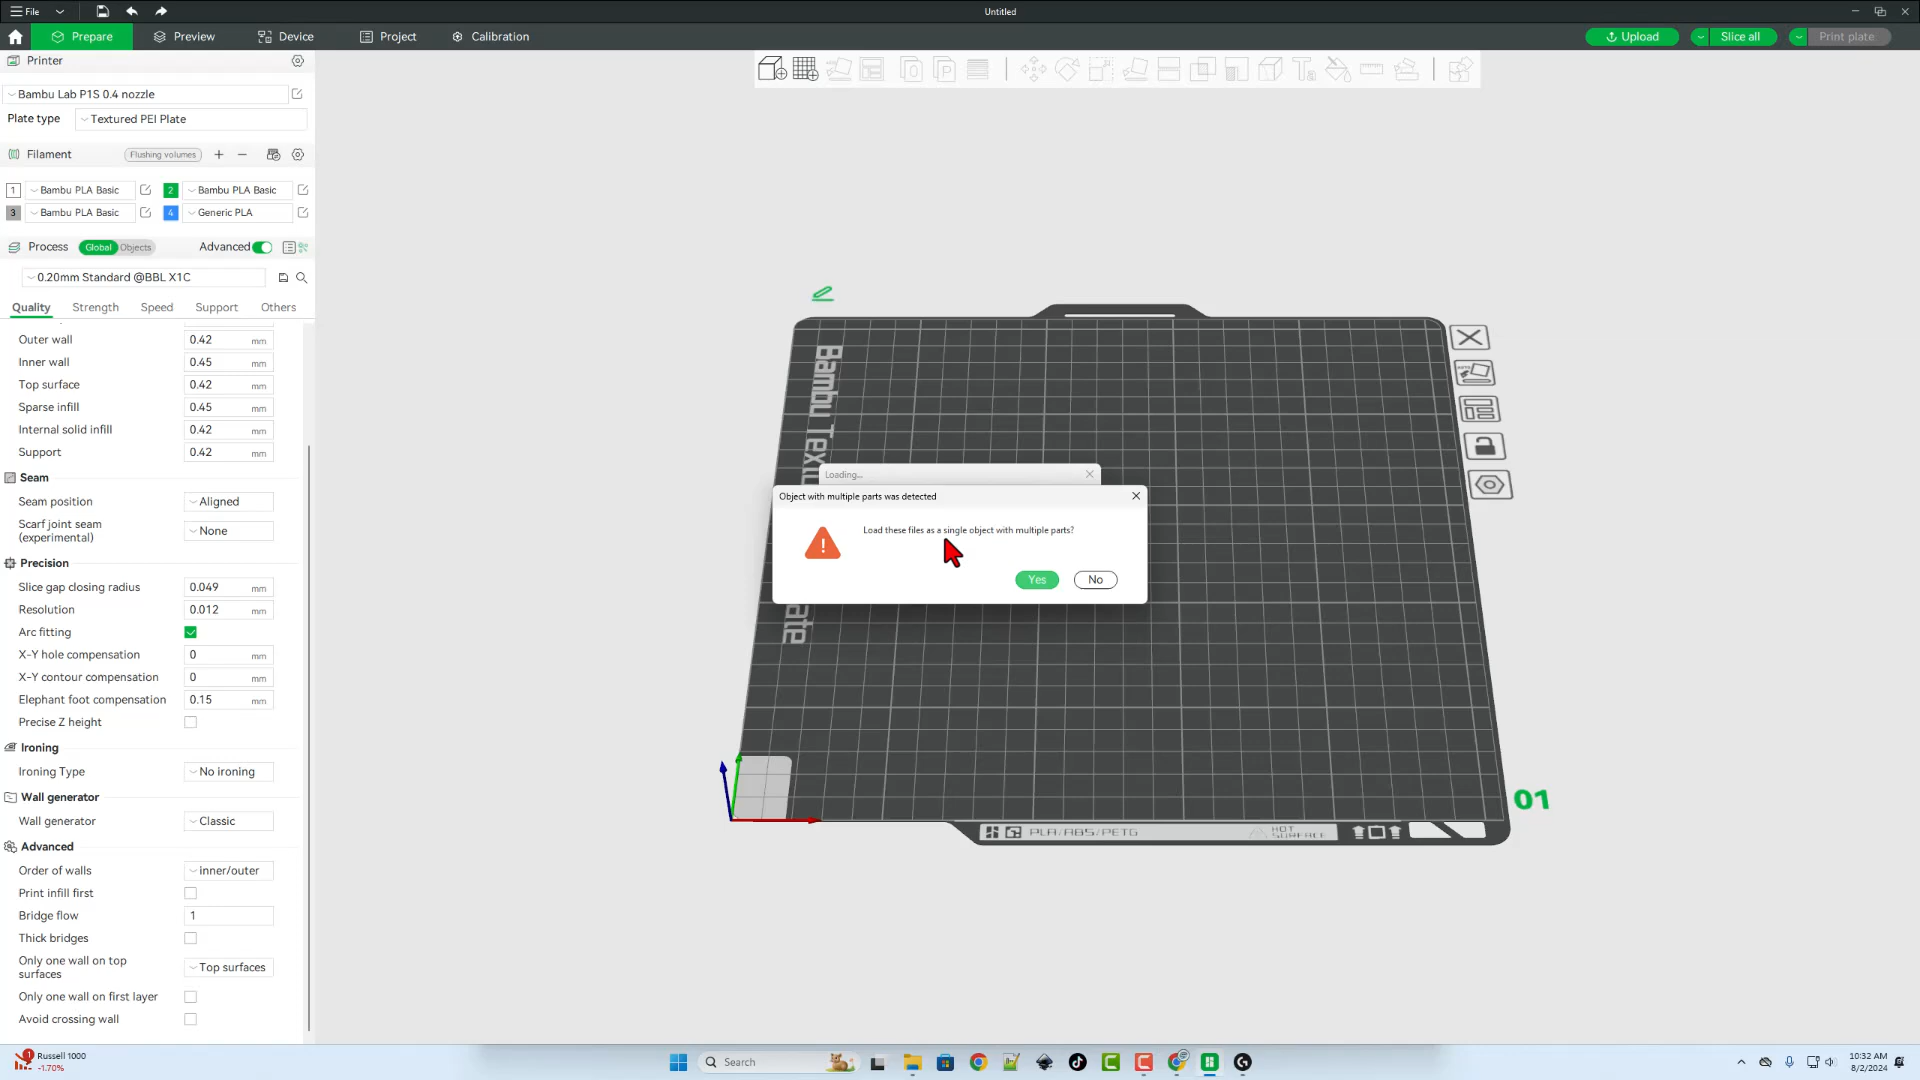 File
Untitled
Prepare
Preview
Device
Project
Calibration
Upload
Slice all
Print plate
Printer
Bambu Lab P1S 0.4 nozzle
Plate type
Textured PEI Plate
Filament
Flushing volumes
1
Bambu PLA Basic
2
Bambu PLA Basic
3
Bambu PLA Basic
4
Generic PLA
Process
Global
Objects
Advanced
0.20mm Standard @BBL X1C
Quality
Strength
Speed
Support
Others
Outer wall
0.42 mm
Inner wall
0.45 mm
Top surface
0.42 mm
Sparse infill
0.45 mm
Internal solid infill
0.42 mm
Support
0.42 mm
Seam
Seam position
Aligned
Scarf joint seam
(experimental)
None
Precision
Slice gap closing radius
0.049 mm
Resolution
0.012 mm
Arc fitting
X-Y hole compensation
0 mm
X-Y contour compensation
0 mm
Elephant foot compensation
0.15 mm
Precise Z height
Ironing
Ironing Type
No ironing
Wall generator
Wall generator
Classic
Advanced
Order of walls
inner/outer
Print infill first
Bridge flow
1
Thick bridges
Only one wall on top
surfaces
Top surfaces
Only one wall on first layer
Avoid crossing wall
Bambu
Loading...
Object with multiple parts was detected
Load these files as a single object with multiple parts?
Yes
No
AUTO
01
PLA/ABS/PETG
HOT
SURFACE
1
Russell 1000
-1.70%
Search
10:32 AM
8/2/2024